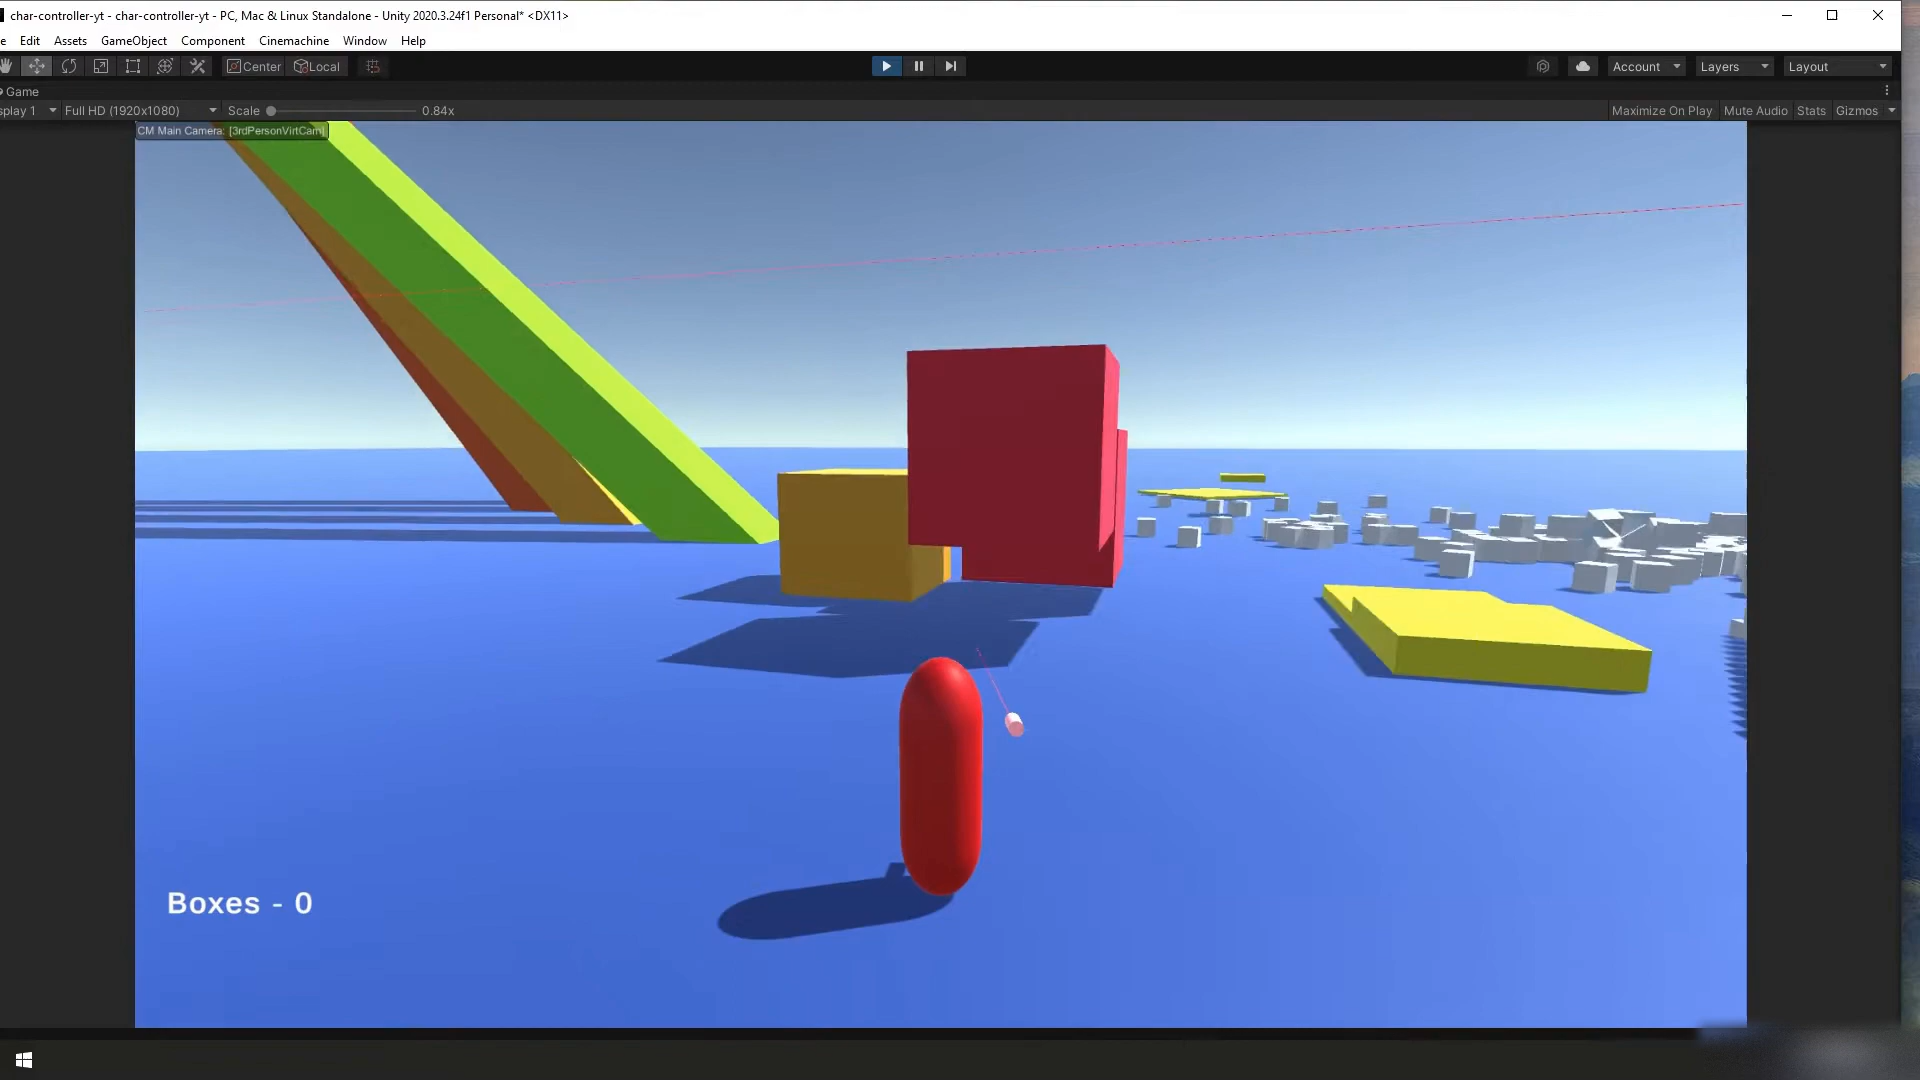 char-controller-yt - char-controller-yt - PC, Mac & Linux Standalone - Unity 2020.3.24f1 Personal* <DX11>
e Edit Assets GameObject Component Cinemachine Window Help
Center Local Account Layers Layout
Game
splay 1 Full HD (1920x1080) Scale 0.84x Maximize On Play Mute Audio Stats Gizmos
CM Main Camera: [3rdPersonVirtCam]
Boxes - 0